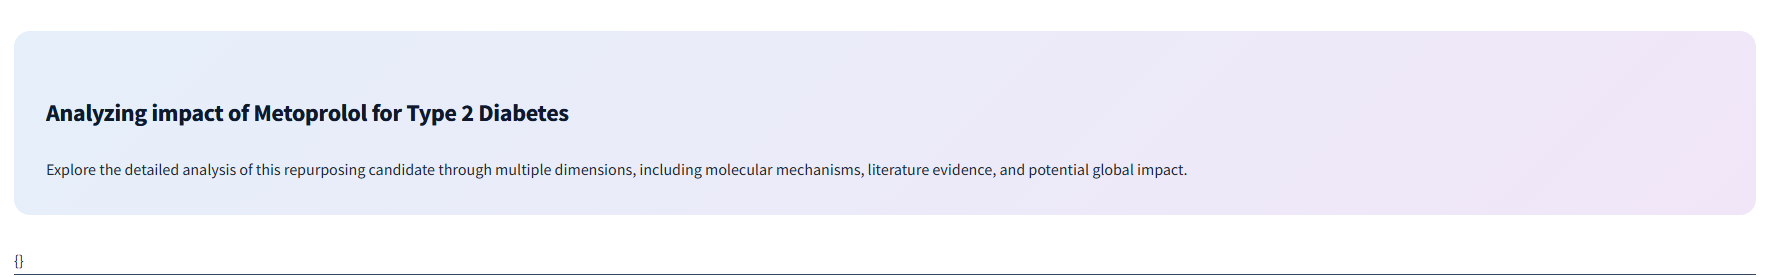 Analyzing impact of Metoprolol for Type 2 Diabetes
Explore the detailed analysis of this repurposing candidate through multiple dimensions, including molecular mechanisms, literature evidence, and potential global impact.
{}